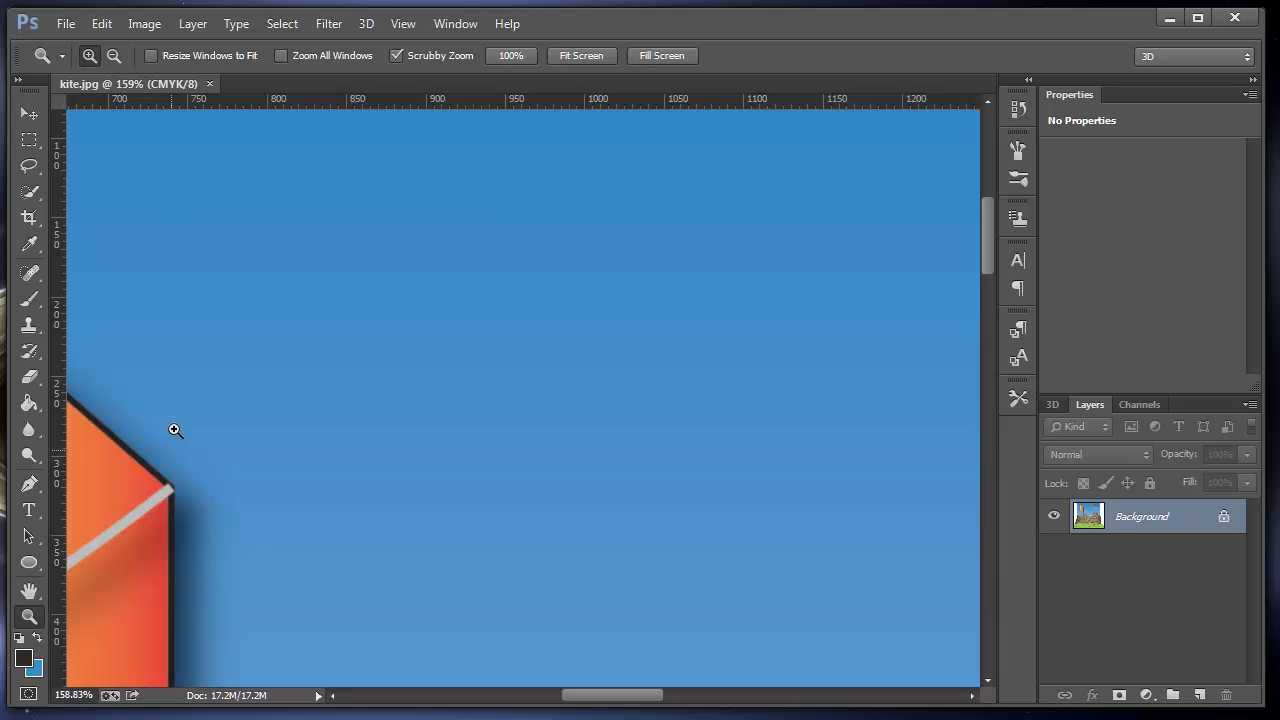 Ps File Edit Image Layer Type Select Filter 3D View Window Help
Resize Windows to Fit Zoom All Windows Scrubby Zoom 100% Fit Screen Fill Screen 3D
kite.jpg @ 159% (CMYK/8) ×
700 750 800 850 900 950 1000 1050 1100 1150 1200
Properties
No Properties
100
150
200
250
300
350
400
3D Layers Channels
Kind
Normal Opacity: 100%
Lock: Fill: 100%
Background
158.83% Doc: 17.2M/17.2M